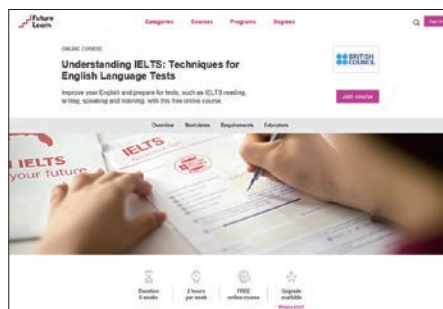 Future
Learn
Categories Courses Programs Degrees
ONLINE COURSE
Understanding IELTS: Techniques for
English Language Tests
BRITISH
COUNCIL
Improve your English and prepare for tests, such as IELTS reading,
writing, speaking and listening, with this free online course.
Join course
Overview Start dates Requirements Educators
IELTS
IELTS
your future
Duration
4 weeks
3 hours
per week
FREE
online course
Upgrade
available